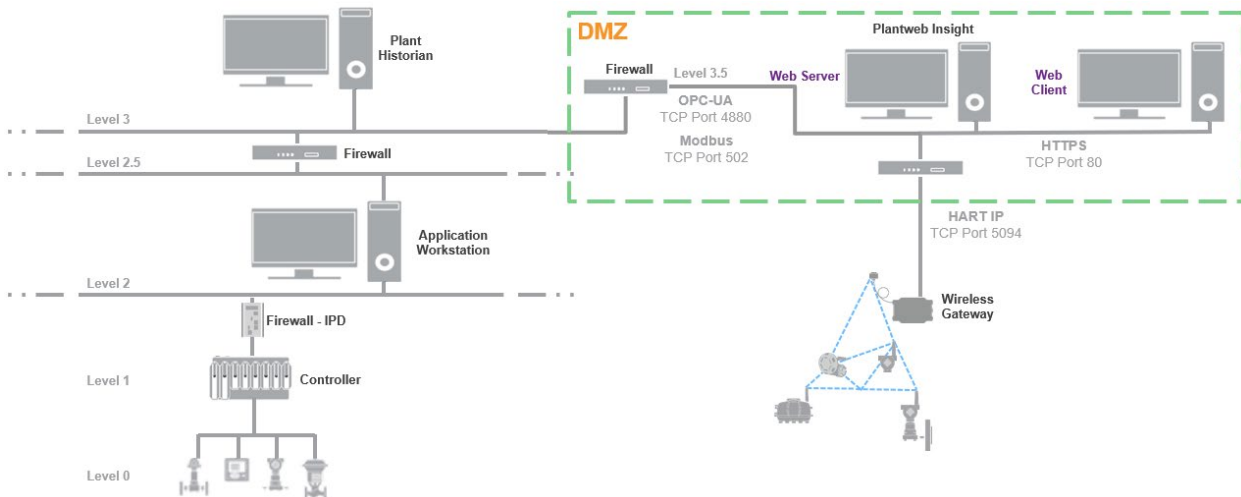 Plant
Historian
Level 3
Firewall
Level 2.5
Application
Workstation
Level 2
Firewall - IPD
Level 1
Controller
Level 0
DMZ
Plantweb Insight
Firewall
Level 3.5
Web Server
Web
Client
OPC-UA
TCP Port 4880
Modbus
TCP Port 502
HTTPS
TCP Port 80
HART IP
TCP Port 5094
Wireless
Gateway